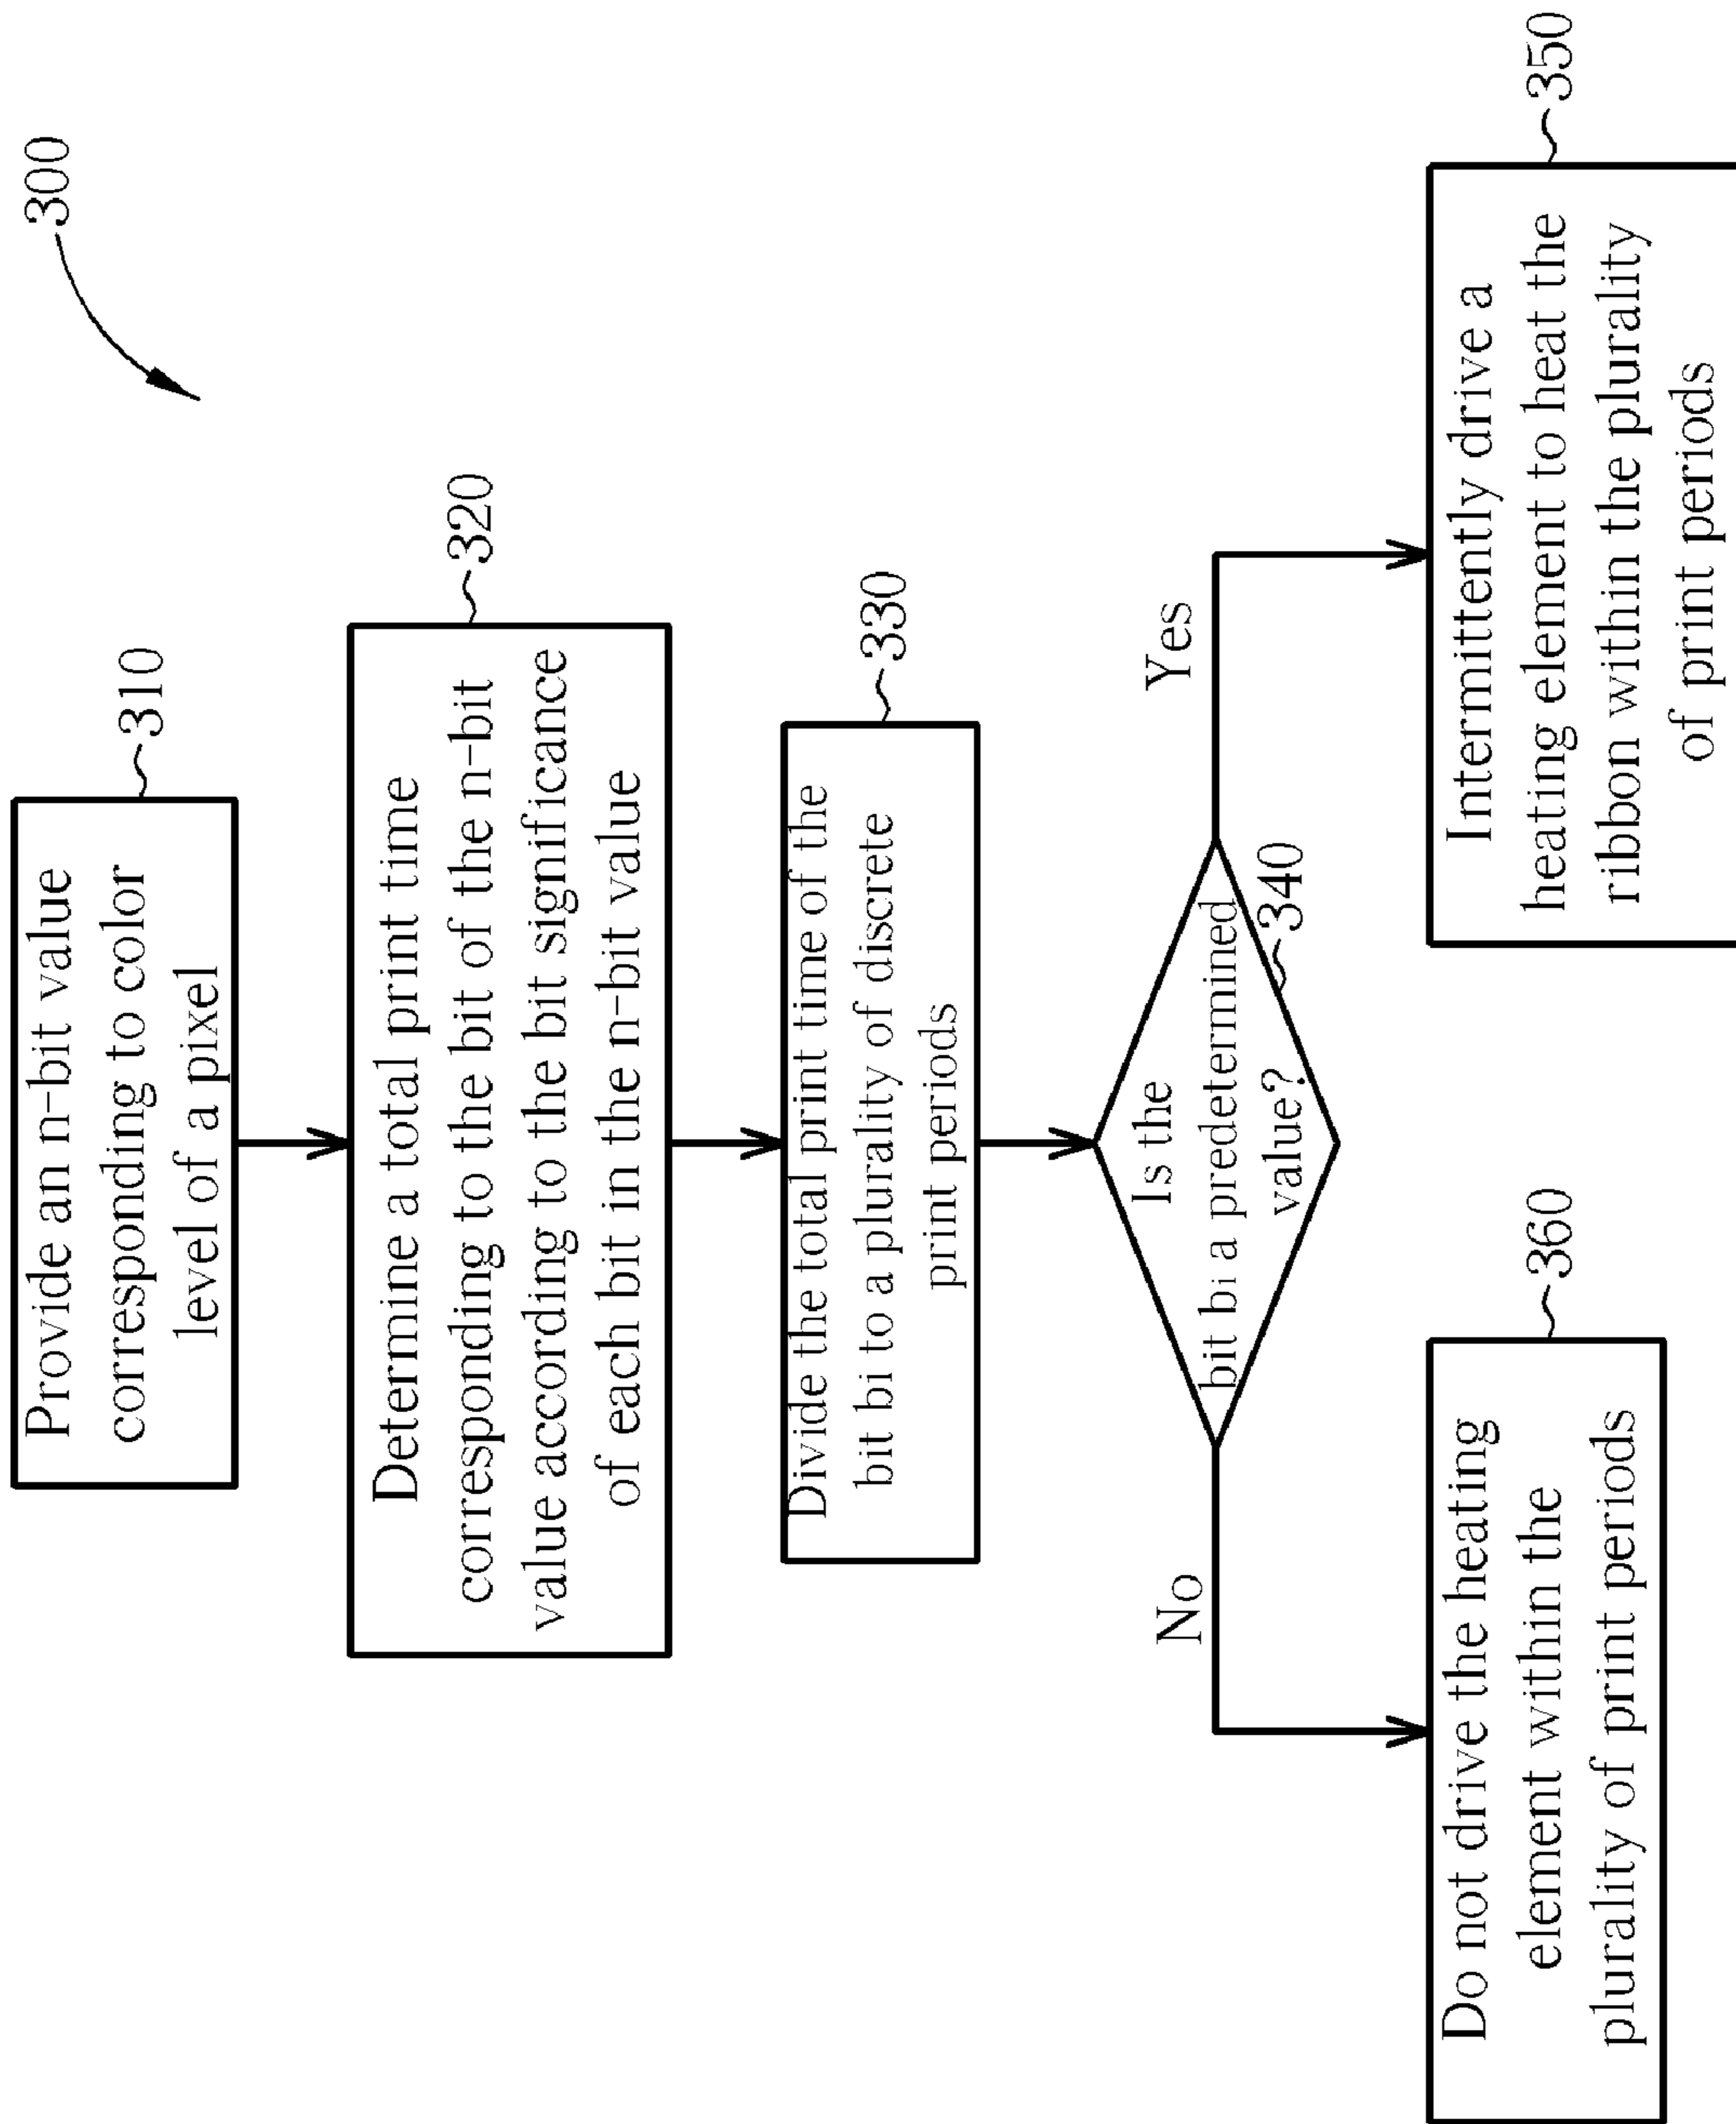 300
Provide an n-bit value
corresponding to color
level of a pixel
310
Determine a total print time
corresponding to the bit of the n-bit
value according to the bit significance
of each bit in the n-bit value
320
Divide the total print time of the
bit bi to a plurality of discrete
print periods
330
Is the
bit bi a predetermined
value?
340
No
Yes
Do not drive the heating
element within the
plurality of print periods
360
Intermittently drive a
heating element to heat the
ribbon within the plurality
of print periods
350